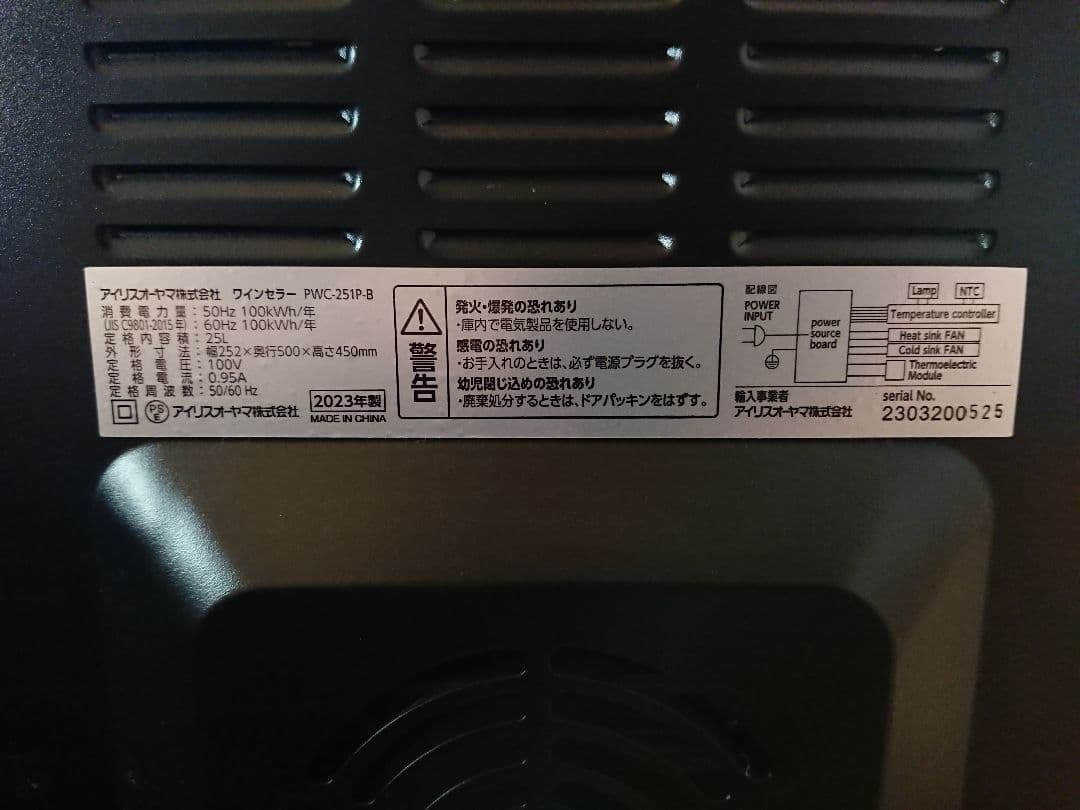 アイリスオーヤマ株式会社 ワインセラー PWC-251P-B
消費電力量：50Hz 100kWh/年
(JIS C9801-2015年)：60Hz 100kWh/年
定格内容積：25L
外形寸法：幅252×奥行500×高さ450mm
定格電圧：100V
定格電流：0.95A
定格周波数：50/60 Hz
PS E アイリスオーヤマ株式会社
2023年製
MADE IN CHINA
警告
発火・爆発の恐れあり
・庫内で電気製品を使用しない。
感電の恐れあり
・お手入れのときは、必ず電源プラグを抜く。
幼児閉じ込めの恐れあり
・廃棄処分するときは、ドアパッキンをはずす。
配線図
POWER
INPUT
power
source
board
Lamp NTC
Temperature controller
Heat sink FAN
Cold sink FAN
Thermoelectric
Module
輸入事業者
アイリスオーヤマ株式会社
serial No.
2303200525